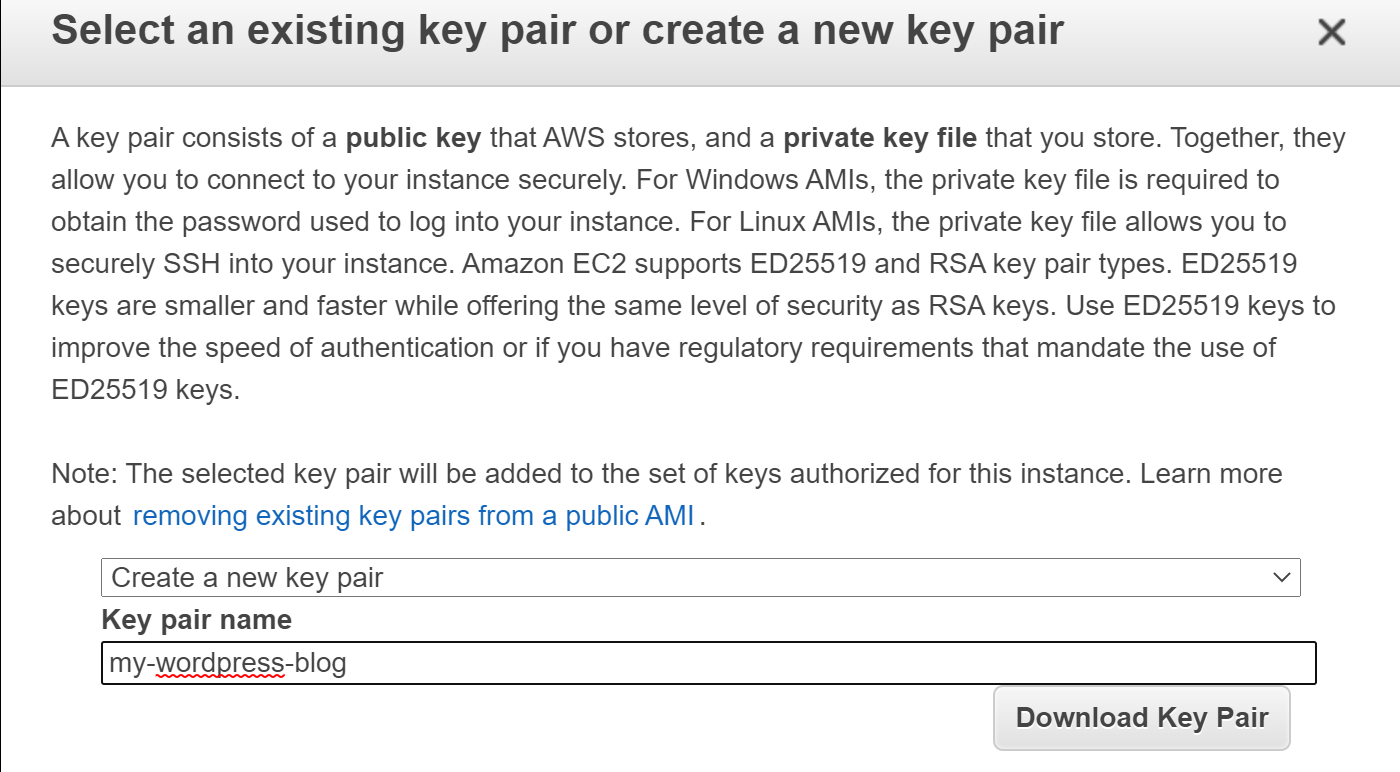 Select an existing key pair or create a new key pair
A key pair consists of a public key that AWS stores, and a private key file that you store. Together, they
allow you to connect to your instance securely. For Windows AMIs, the private key file is required to
obtain the password used to log into your instance. For Linux AMIs, the private key file allows you to
securely SSH into your instance. Amazon EC2 supports ED25519 and RSA key pair types. ED25519
keys are smaller and faster while offering the same level of security as RSA keys. Use ED25519 keys to
improve the speed of authentication or if you have regulatory requirements that mandate the use of
ED25519 keys.
Note: The selected key pair will be added to the set of keys authorized for this instance. Learn more
about removing existing key pairs from a public AMI .
Create a new key pair
Key pair name
my-wordpress-blog
Download Key Pair